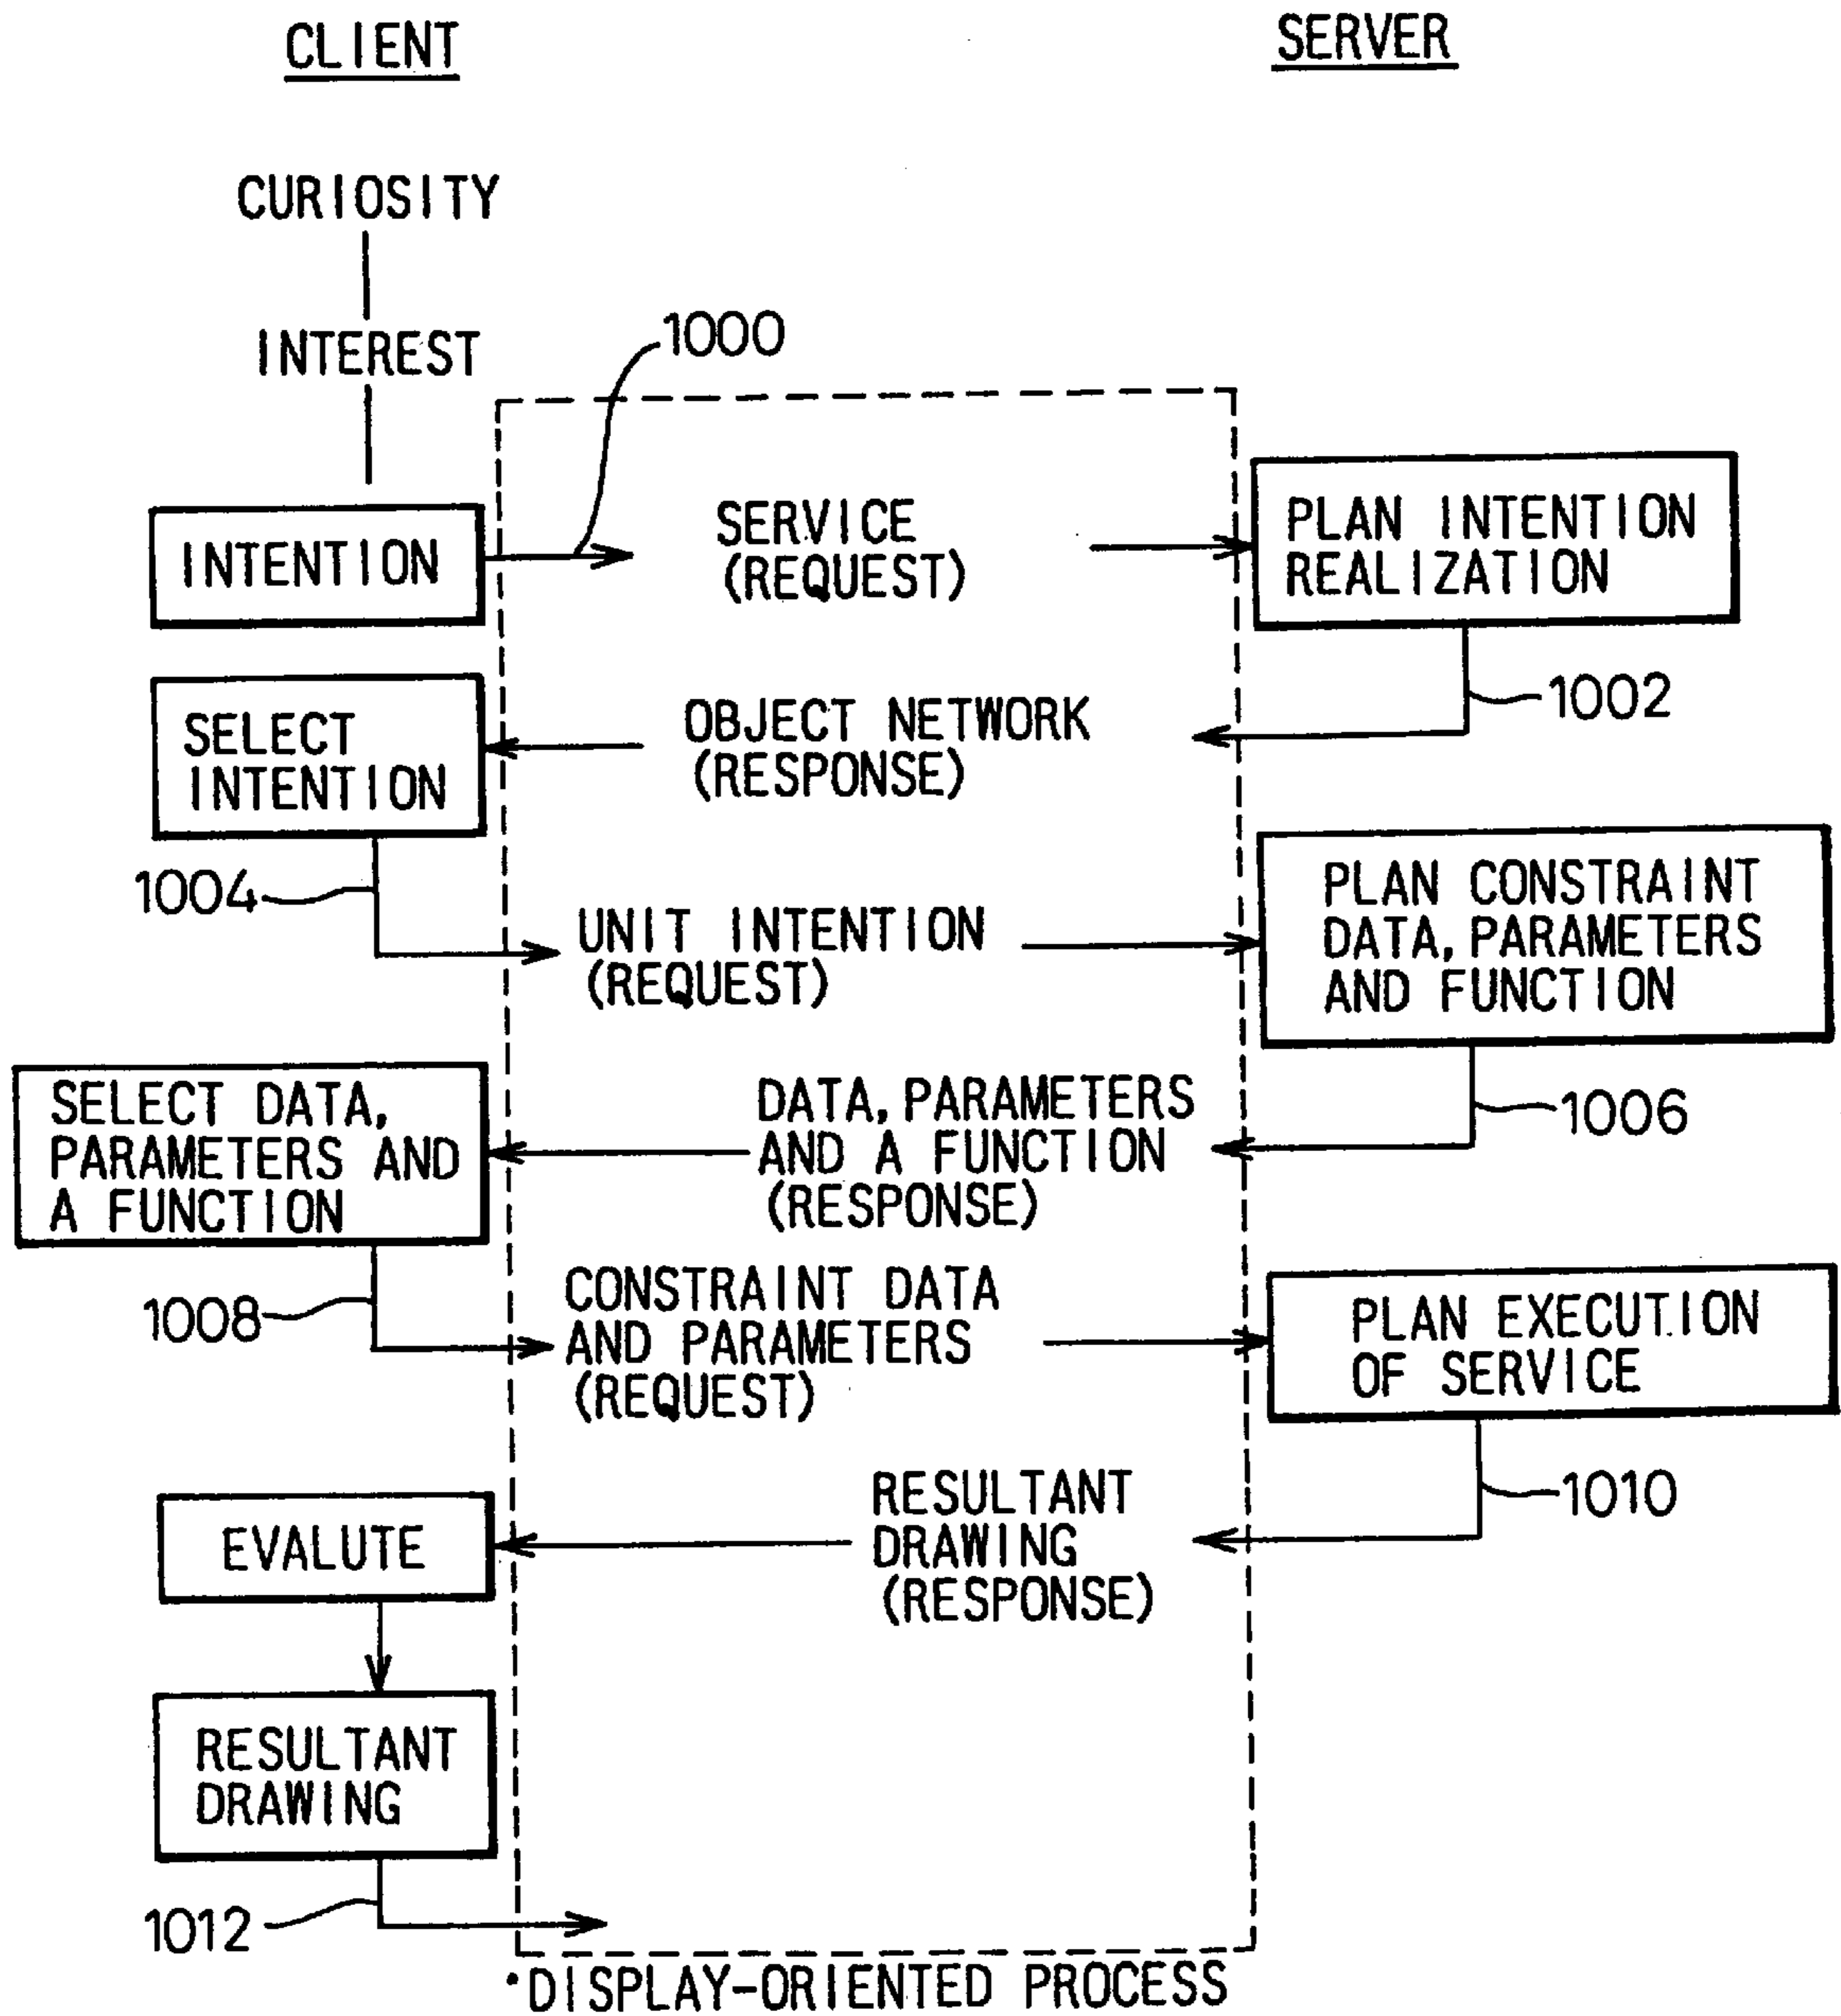 CLIENT
SERVER
CURIOSITY
INTEREST
1000
INTENTION
SERVICE
(REQUEST)
PLAN INTENTION
REALIZATION
1002
SELECT
INTENTION
OBJECT NETWORK
(RESPONSE)
1004
UNIT INTENTION
(REQUEST)
PLAN CONSTRAINT
DATA, PARAMETERS
AND FUNCTION
1006
SELECT DATA,
PARAMETERS AND
A FUNCTION
DATA, PARAMETERS
AND A FUNCTION
(RESPONSE)
1008
CONSTRAINT DATA
AND PARAMETERS
(REQUEST)
PLAN EXECUTION
OF SERVICE
1010
EVALUTE
RESULTANT
DRAWING
(RESPONSE)
RESULTANT
DRAWING
1012
DISPLAY-ORIENTED PROCESS